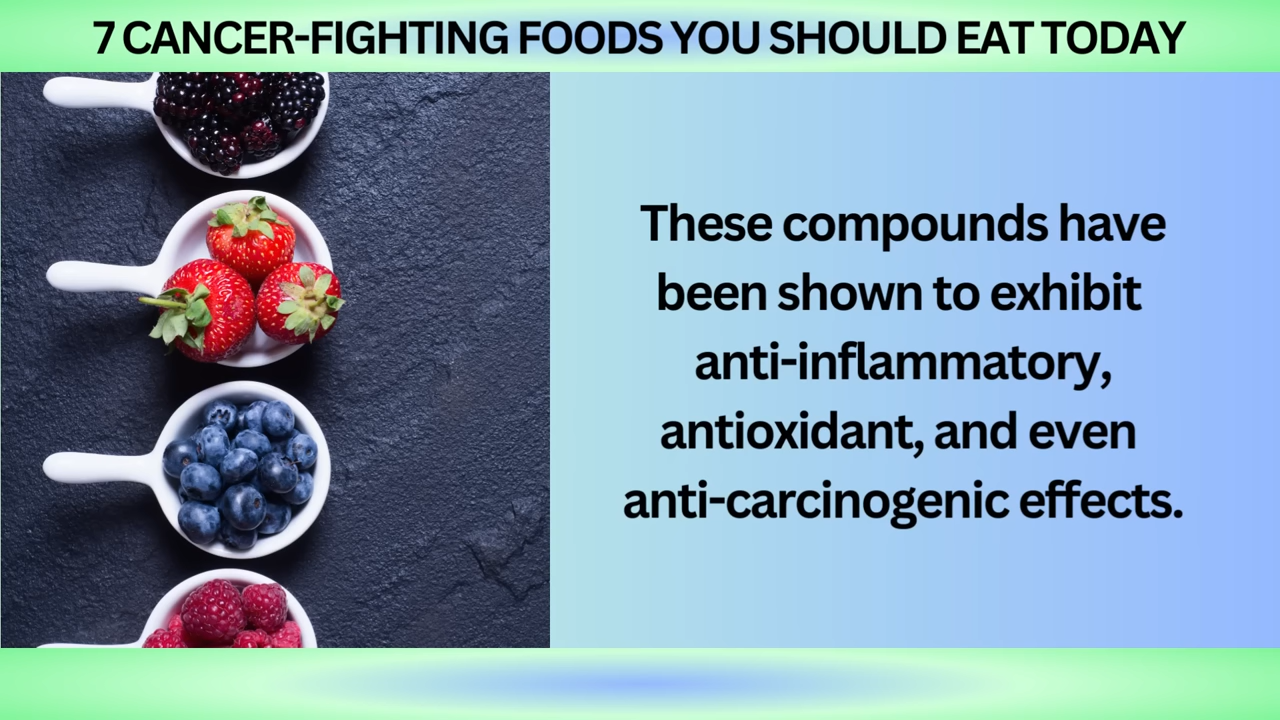 7 CANCER-FIGHTING FOODS YOU SHOULD EAT TODAY
These compounds have
been shown to exhibit
anti-inflammatory,
antioxidant, and even
anti-carcinogenic effects.